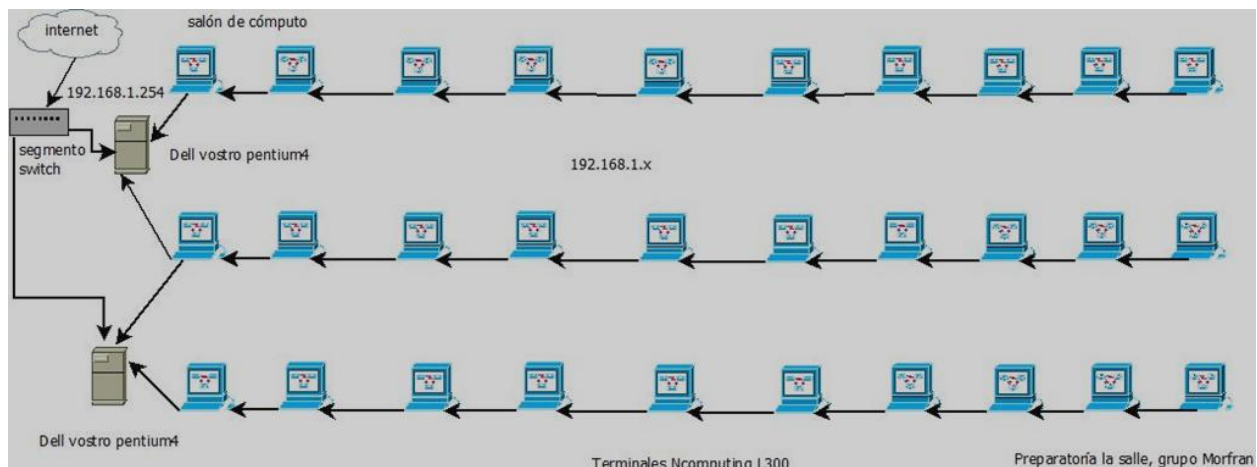 internet
salón de cómputo
192.168.1.254
segmento
switch
Dell vostro pentium4
192.168.1.x
Dell vostro pentium4
Terminales Ncomputing L300
Preparatoría la salle, grupo Morfran